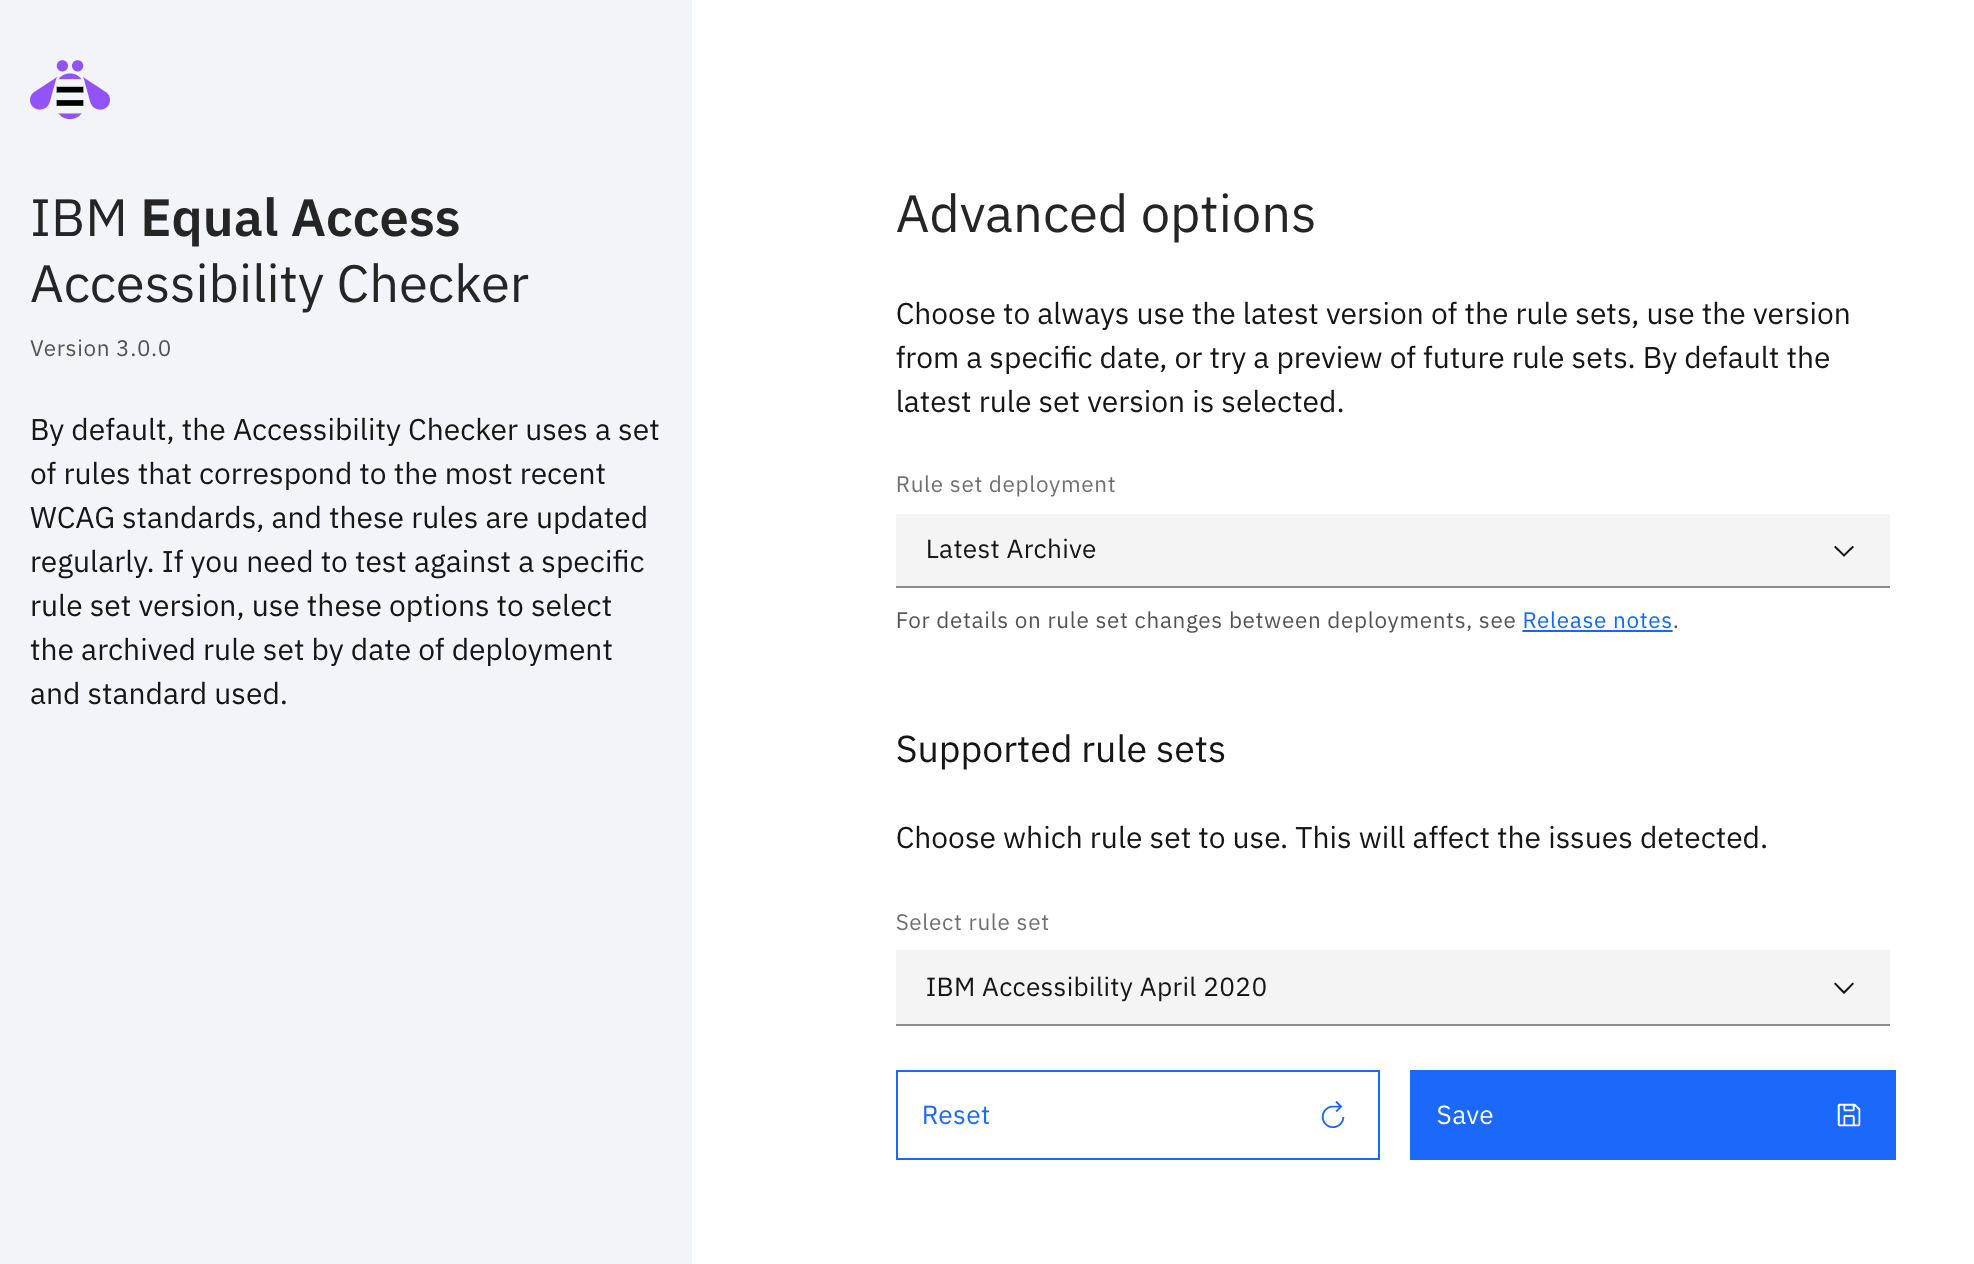 IBM Equal Access
Accessibility Checker
Version 3.0.0
By default, the Accessibility Checker uses a set
of rules that correspond to the most recent
WCAG standards, and these rules are updated
regularly. If you need to test against a specific
rule set version, use these options to select
the archived rule set by date of deployment
and standard used.
Advanced options
Choose to always use the latest version of the rule sets, use the version
from a specific date, or try a preview of future rule sets. By default the
latest rule set version is selected.
Rule set deployment
Latest Archive
For details on rule set changes between deployments, see Release notes.
Supported rule sets
Choose which rule set to use. This will affect the issues detected.
Select rule set
IBM Accessibility April 2020
Reset
Save